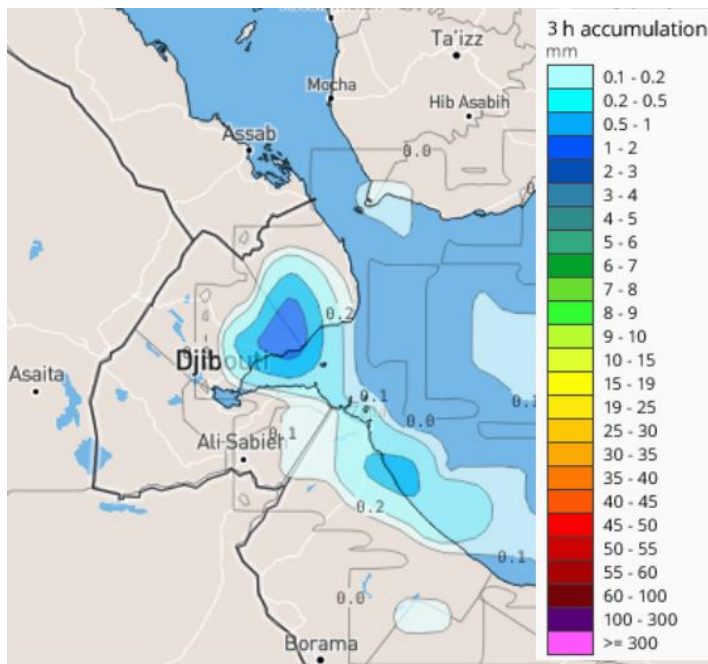 Ta'izz
Mocha
Hib Asabih
Assab
0.0
0.2
Djibouti
Asaita
0.1
0.1
0.0
Ali-Sabieh
0.1
0.2
0.1
0.0
Borama
3 h accumulation
mm
0.1 - 0.2
0.2 - 0.5
0.5 - 1
1 - 2
2 - 3
3 - 4
4 - 5
5 - 6
6 - 7
7 - 8
8 - 9
9 - 10
10 - 15
15 - 19
19 - 25
25 - 30
30 - 35
35 - 40
40 - 45
45 - 50
50 - 55
55 - 60
60 - 100
100 - 300
>= 300